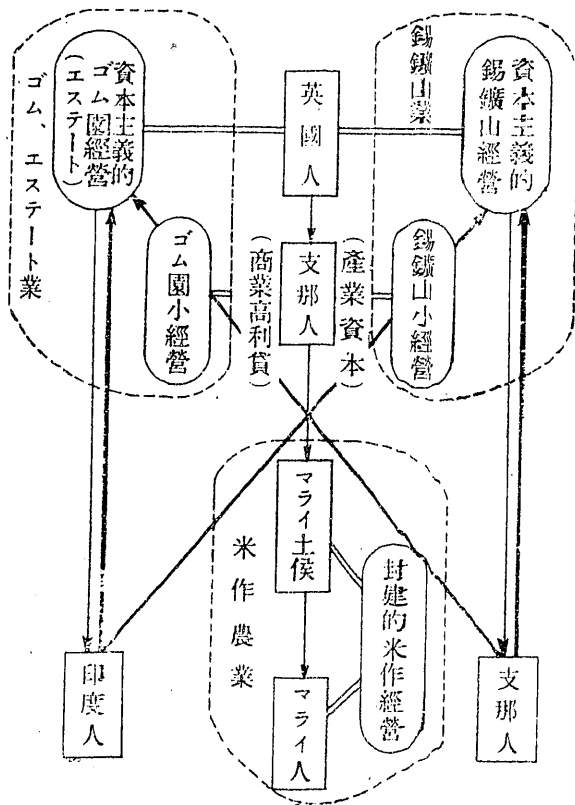 錫鑛山業
資本主義的
錫鑛山經營
錫鑛山小經營
英國人
支那人
(產業資本)
(商業高利貸)
資本主義的
ゴム園經營
(エステート)
ゴム園小經營
ゴム、エステート業
封建的米作經營
マライ土侯
マライ人
米作農業
支那人
印度人